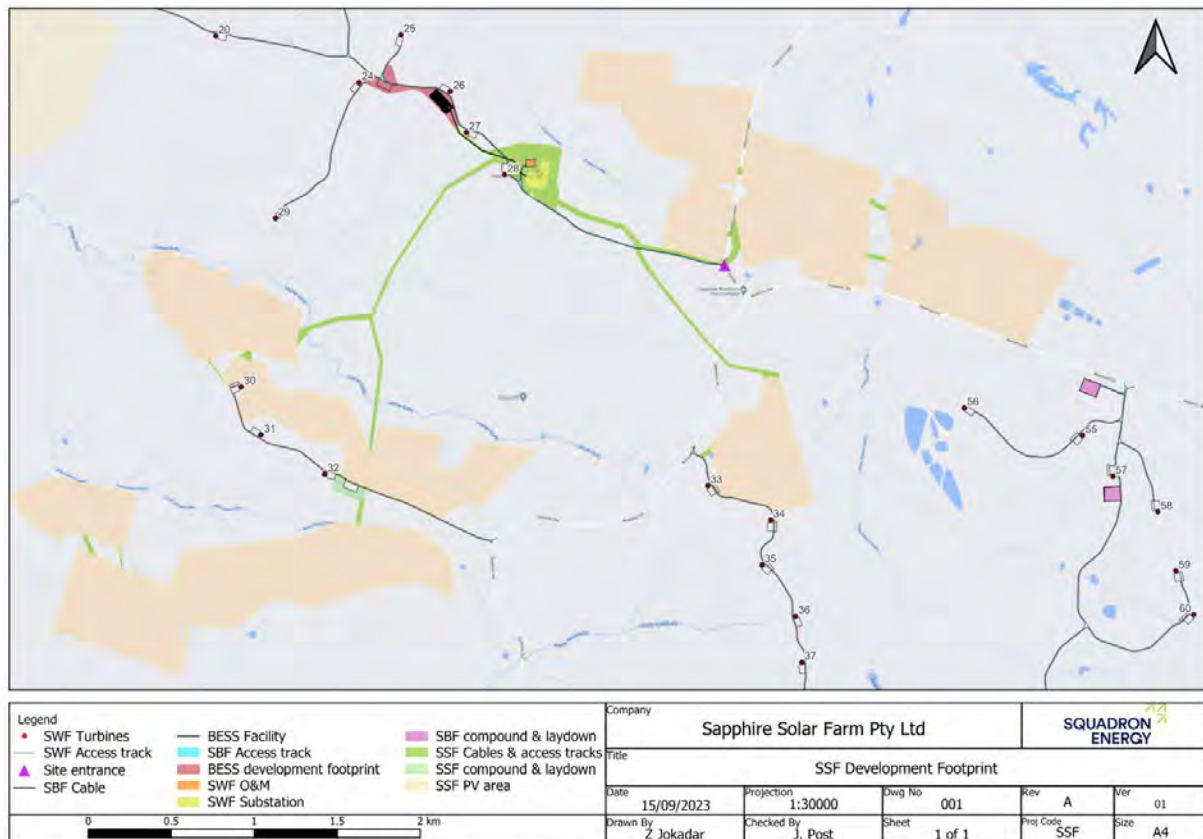 20
25
24
26
27
28
29
30
31
32
33
34
35
36
37
56
55
57
58
59
60
Legend
SWF Turbines
SWF Access track
Site entrance
SBF Cable
BESS Facility
SBF Access track
BESS development footprint
SWF O&M
SWF Substation
SBF compound & laydown
SSF Cables & access tracks
SSF compound & laydown
SSF PV area
0 0.5 1 1.5 2 km
Company
Sapphire Solar Farm Pty Ltd
SQUADRON
ENERGY
Title
SSF Development Footprint
Date
15/09/2023
Projection
1:30000
Dwg No
001
Rev
A
Ver
01
Drawn By
Z Jokadar
Checked By
J. Post
Sheet
1 of 1
Proj Code
SSF
Size
A4